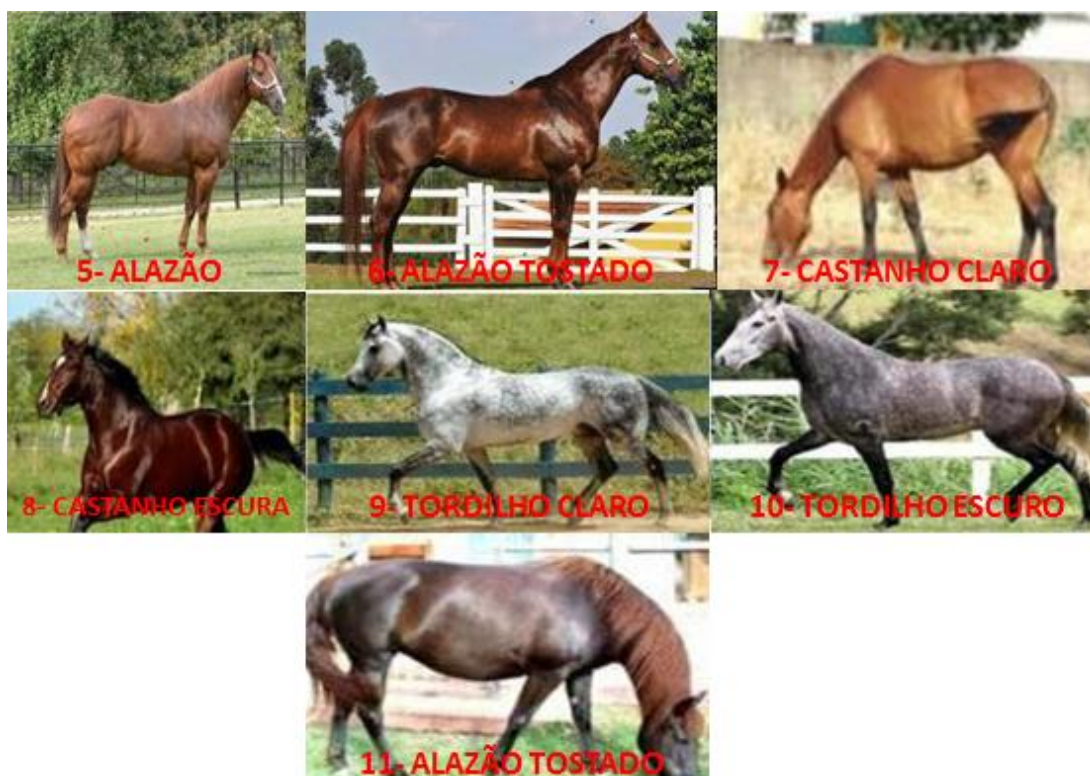 5- ALAZÃO
6- ALAZÃO TOSTADO
7- CASTANHO CLARO
8- CASTANHO ESCURA
9- TORDILHO CLARO
10- TORDILHO ESCURO
11- ALAZÃO TOSTADO